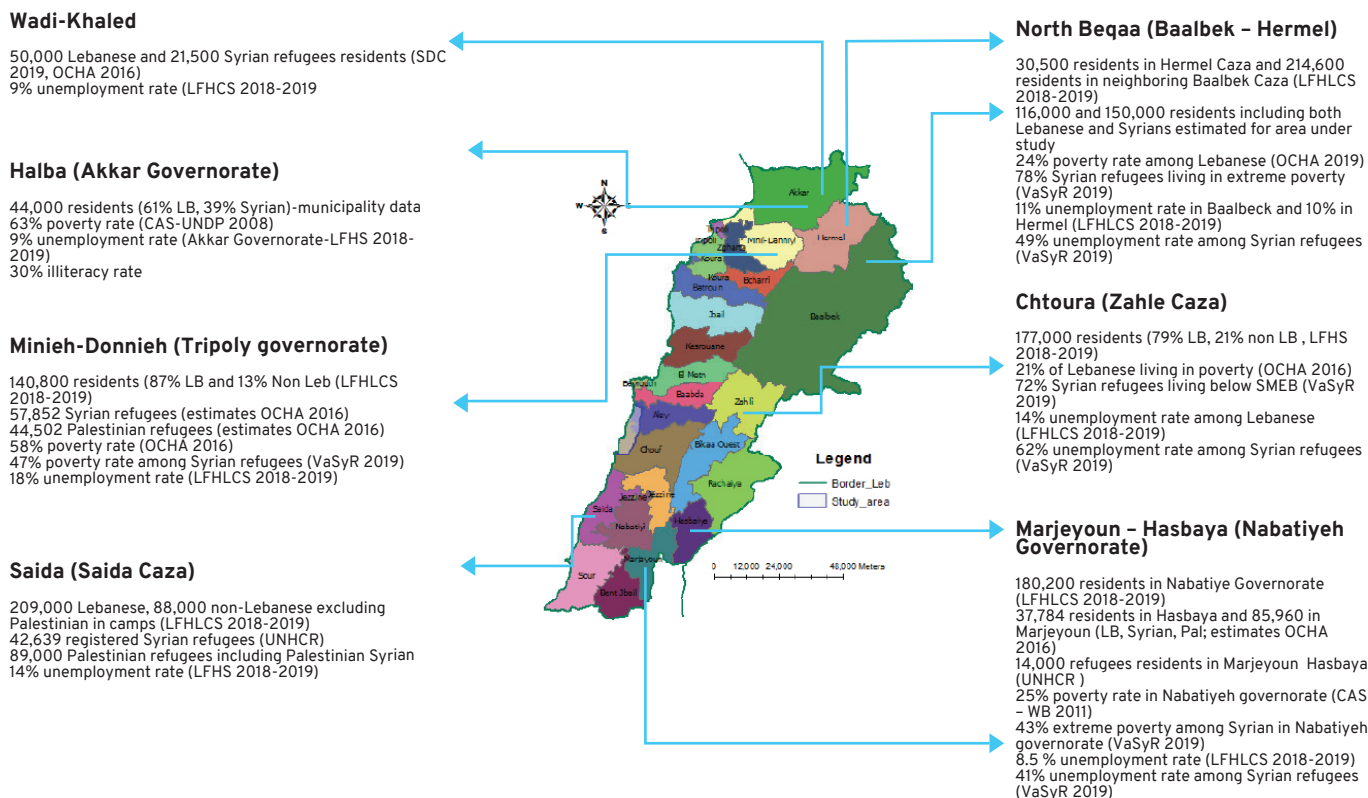 Wadi-Khaled
50,000 Lebanese and 21,500 Syrian refugees residents (SDC
2019, OCHA 2016)
9% unemployment rate (LFHCS 2018-2019
Halba (Akkar Governorate)
44,000 residents (61% LB, 39% Syrian)-municipality data
63% poverty rate (CAS-UNDP 2008)
9% unemployment rate (Akkar Governorate-LFHS 2018-
2019)
30% illiteracy rate
Minieh-Donnieh (Tripoly governorate)
140,800 residents (87% LB and 13% Non Leb (LFHLCS
2018-2019)
57,852 Syrian refugees (estimates OCHA 2016)
44,502 Palestinian refugees (estimates OCHA 2016)
58% poverty rate (OCHA 2016)
47% poverty rate among Syrian refugees (VaSyR 2019)
18% unemployment rate (LFHLCS 2018-2019)
Saida (Saida Caza)
209,000 Lebanese, 88,000 non-Lebanese excluding
Palestinian in camps (LFHLCS 2018-2019)
42,639 registered Syrian refugees (UNHCR)
89,000 Palestinian refugees including Palestinian Syrian
14% unemployment rate (LFHS 2018-2019)
N
W
E
S
Akkar
Hermel
Koura
Koura
Bcharri
Batroun
Jbail
Baalbek
Kesrouane
El Metn
Baabda
Zahlé
Aley
Chouf
Bikaa Ouest
Rachaiya
Jezzine
Jezzine
Saida
Nabatiyi
Hasbaiya
Marjayoun
Sour
Bent Jbail
Legend
Border_Leb
Study_area
0 12,000 24,000 48,000 Meters
North Beqaa (Baalbek – Hermel)
30,500 residents in Hermel Caza and 214,600
residents in neighboring Baalbek Caza (LFHLCS
2018-2019)
116,000 and 150,000 residents including both
Lebanese and Syrians estimated for area under
study
24% poverty rate among Lebanese (OCHA 2019)
78% Syrian refugees living in extreme poverty
(VaSyR 2019)
11% unemployment rate in Baalbeck and 10% in
Hermel (LFHLCS 2018-2019)
49% unemployment rate among Syrian refugees
(VaSyR 2019)
Chtoura (Zahle Caza)
177,000 residents (79% LB, 21% non LB , LFHS
2018-2019)
21% of Lebanese living in poverty (OCHA 2016)
72% Syrian refugees living below SMEB (VaSyR
2019)
14% unemployment rate among Lebanese
(LFHLCS 2018-2019)
62% unemployment rate among Syrian refugees
(VaSyR 2019)
Marjeyoun – Hasbaya (Nabatiyeh
Governorate)
180,200 residents in Nabatiye Governorate
(LFHLCS 2018-2019)
37,784 residents in Hasbaya and 85,960 in
Marjeyoun (LB, Syrian, Pal; estimates OCHA
2016)
14,000 refugees residents in Marjeyoun Hasbaya
(UNHCR )
25% poverty rate in Nabatiyeh governorate (CAS
– WB 2011)
43% extreme poverty among Syrian in Nabatiyeh
governorate (VaSyR 2019)
8.5 % unemployment rate (LFHLCS 2018-2019)
41% unemployment rate among Syrian refugees
(VaSyR 2019)